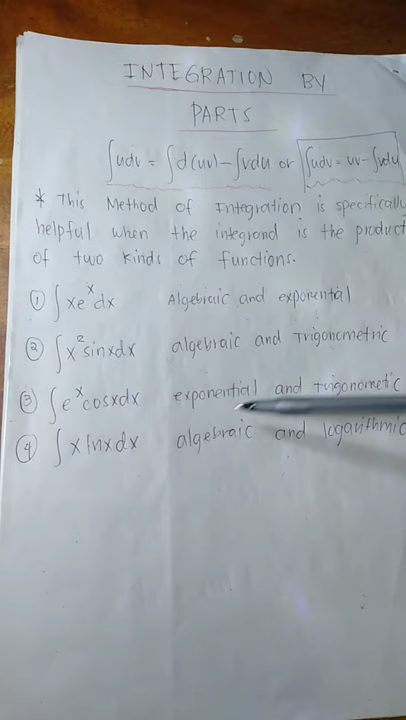 INTEGRATION BY
PARTS
∫udv = ∫d(uv) - ∫vdu or ∫udv = uv - ∫vdu
* This Method of Integration is specifically
helpful when the integrand is the product
of two kinds of functions.
① ∫xe^x dx Algebraic and exponential
② ∫x² sinxdx algebraic and Trigonometric
③ ∫e^x cosxdx exponential and Trigonometic
④ ∫x lnxdx algebraic and logarithmic